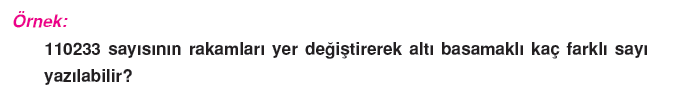 Örnek:
110233 sayısının rakamları yer değiştirerek altı basamaklı kaç farklı sayı
yazılabilir?